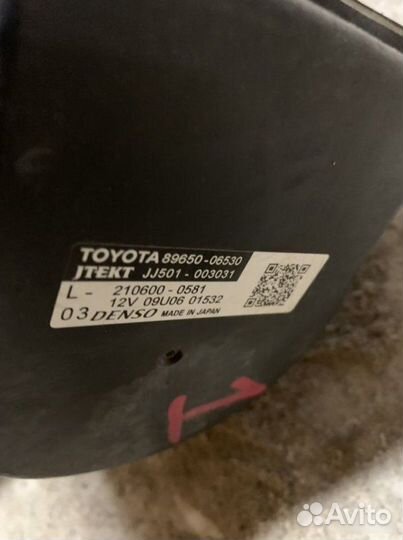 TOYOTA 89650-06530
JTEKT JJ501-003031
L- 210600-0581
12V 09U06 01532
03 DENSO MADE IN JAPAN
Avito